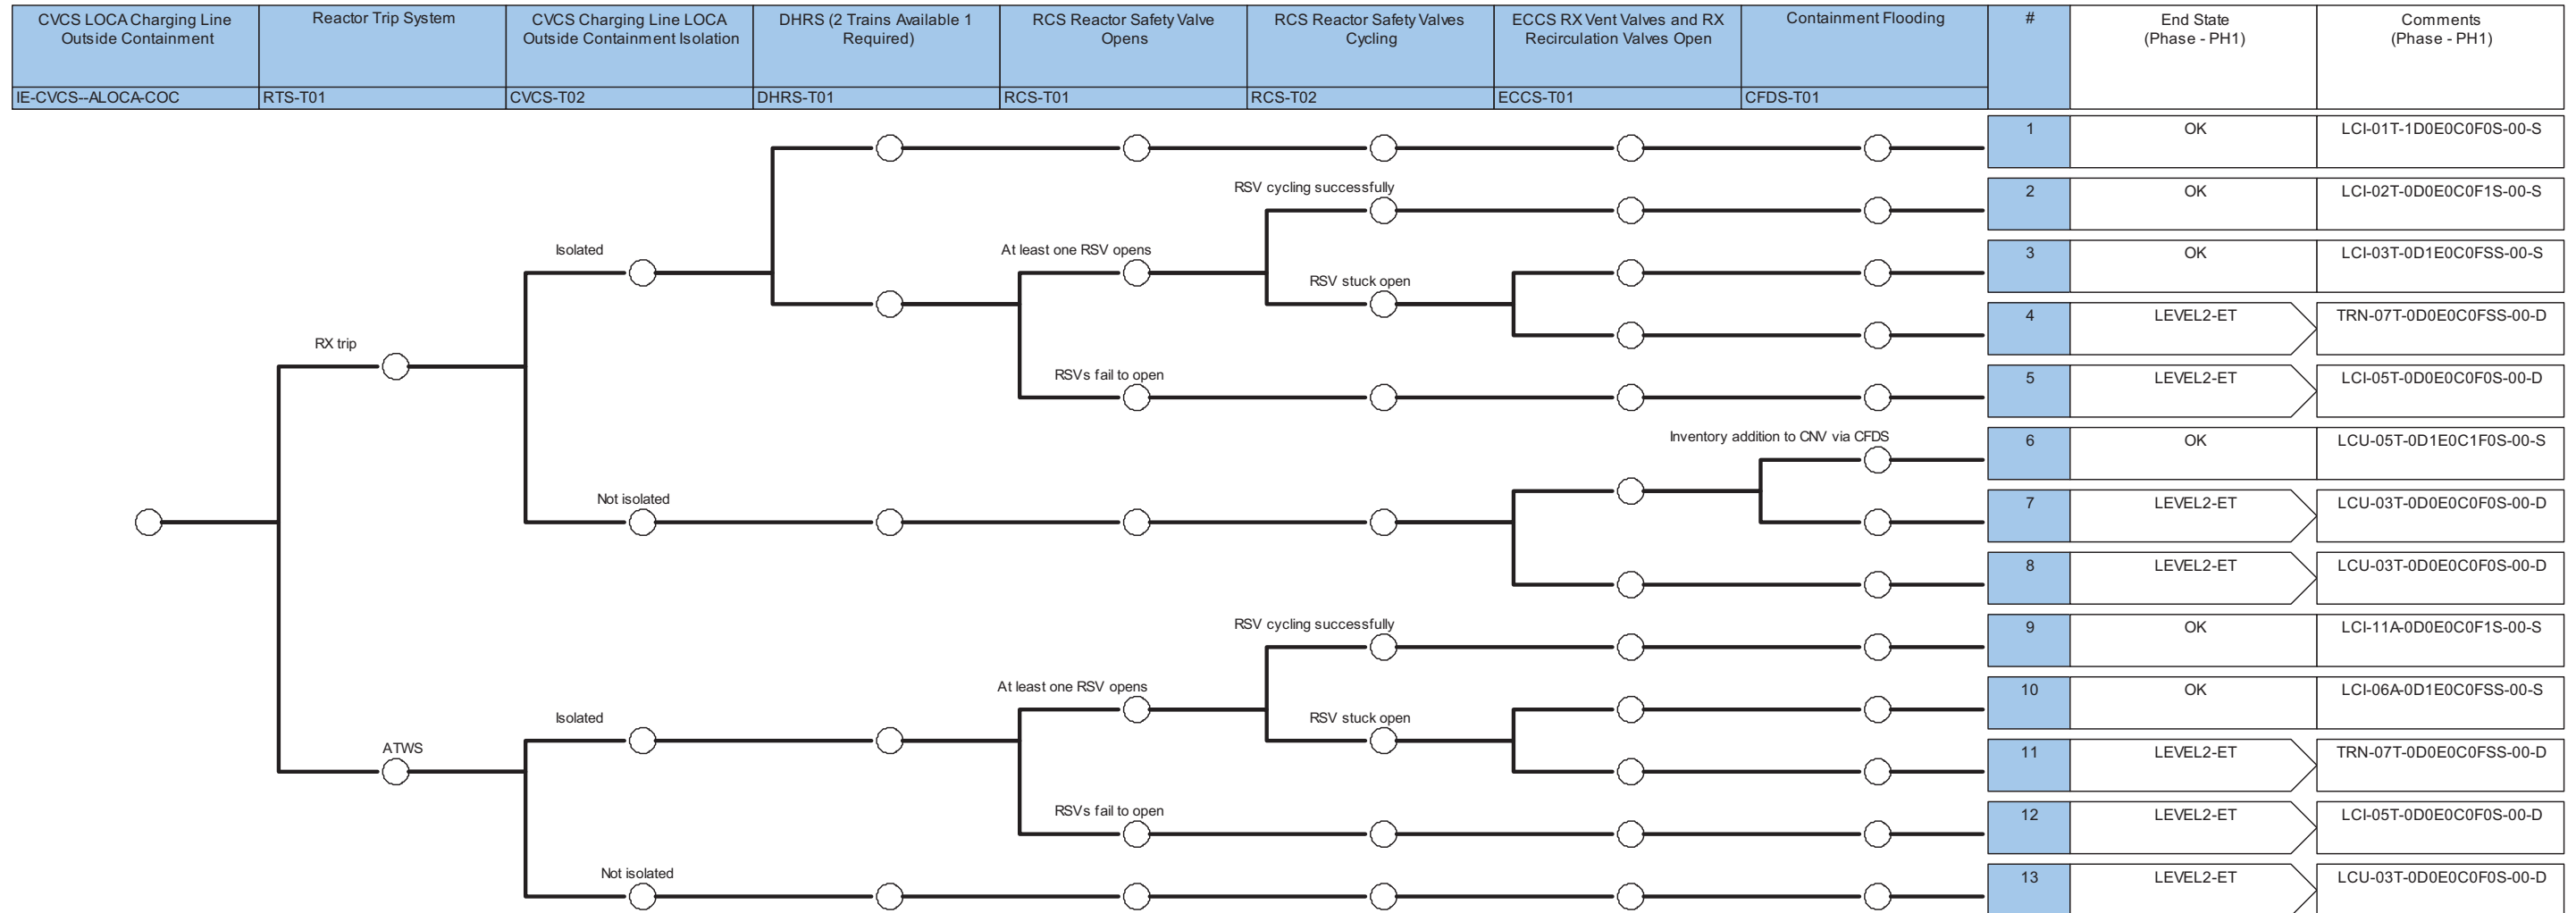 CVCS LOCA Charging Line
Outside Containment
Reactor Trip System
CVCS Charging Line LOCA
Outside Containment Isolation
DHRS (2 Trains Available 1
Required)
RCS Reactor Safety Valve
Opens
RCS Reactor Safety Valves
Cycling
ECCS RX Vent Valves and RX
Recirculation Valves Open
Containment Flooding
#
End State
(Phase - PH1)
Comments
(Phase - PH1)
IE-CVCS--ALOCA-COC
RTS-T01
CVCS-T02
DHRS-T01
RCS-T01
RCS-T02
ECCS-T01
CFDS-T01
1
OK
LCI-01T-1D0E0C0F0S-00-S
RSV cycling successfully
2
OK
LCI-02T-0D0E0C0F1S-00-S
Isolated
At least one RSV opens
3
OK
LCI-03T-0D1E0C0FSS-00-S
RSV stuck open
4
LEVEL2-ET
TRN-07T-0D0E0C0FSS-00-D
RX trip
RSVs fail to open
5
LEVEL2-ET
LCI-05T-0D0E0C0F0S-00-D
Inventory addition to CNV via CFDS
6
OK
LCU-05T-0D1E0C1F0S-00-S
Not isolated
7
LEVEL2-ET
LCU-03T-0D0E0C0F0S-00-D
8
LEVEL2-ET
LCU-03T-0D0E0C0F0S-00-D
RSV cycling successfully
9
OK
LCI-11A-0D0E0C0F1S-00-S
At least one RSV opens
10
OK
LCI-06A-0D1E0C0FSS-00-S
Isolated
RSV stuck open
ATWS
11
LEVEL2-ET
TRN-07T-0D0E0C0FSS-00-D
RSVs fail to open
12
LEVEL2-ET
LCI-05T-0D0E0C0F0S-00-D
Not isolated
13
LEVEL2-ET
LCU-03T-0D0E0C0F0S-00-D